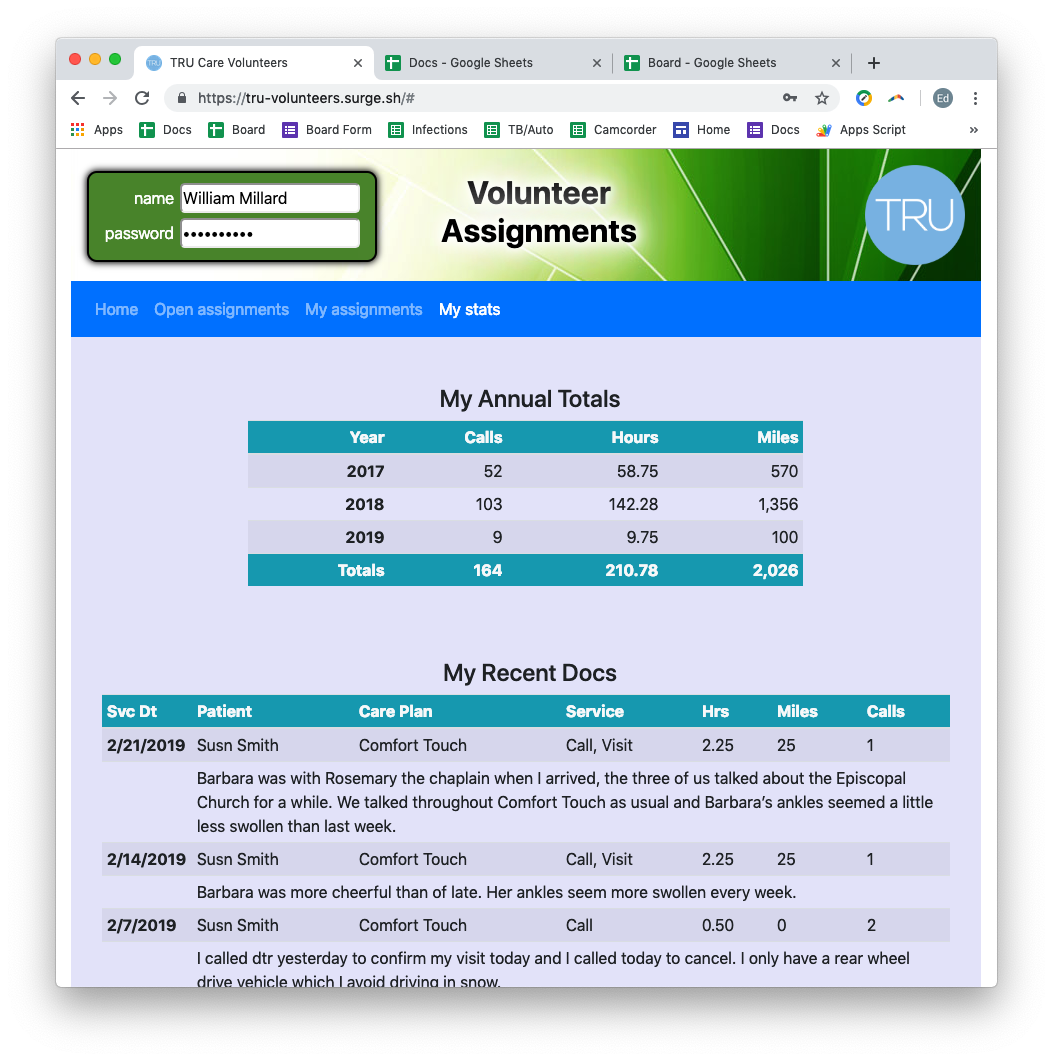 TRU Care Volunteers
Docs - Google Sheets
Board - Google Sheets
https://tru-volunteers.surge.sh/#
Ed
Apps Docs Board Board Form Infections TB/Auto Camcorder Home Docs Apps Script »
name William Millard
password ••••••••••
Volunteer
Assignments
TRU
Home Open assignments My assignments My stats
My Annual Totals
Year Calls Hours Miles
2017 52 58.75 570
2018 103 142.28 1,356
2019 9 9.75 100
Totals 164 210.78 2,026
My Recent Docs
Svc Dt Patient Care Plan Service Hrs Miles Calls
2/21/2019 Susn Smith Comfort Touch Call, Visit 2.25 25 1
Barbara was with Rosemary the chaplain when I arrived, the three of us talked about the Episcopal
Church for a while. We talked throughout Comfort Touch as usual and Barbara’s ankles seemed a little
less swollen than last week.
2/14/2019 Susn Smith Comfort Touch Call, Visit 2.25 25 1
Barbara was more cheerful than of late. Her ankles seem more swollen every week.
2/7/2019 Susn Smith Comfort Touch Call 0.50 0 2
I called dtr yesterday to confirm my visit today and I called today to cancel. I only have a rear wheel
drive vehicle which I avoid driving in snow.